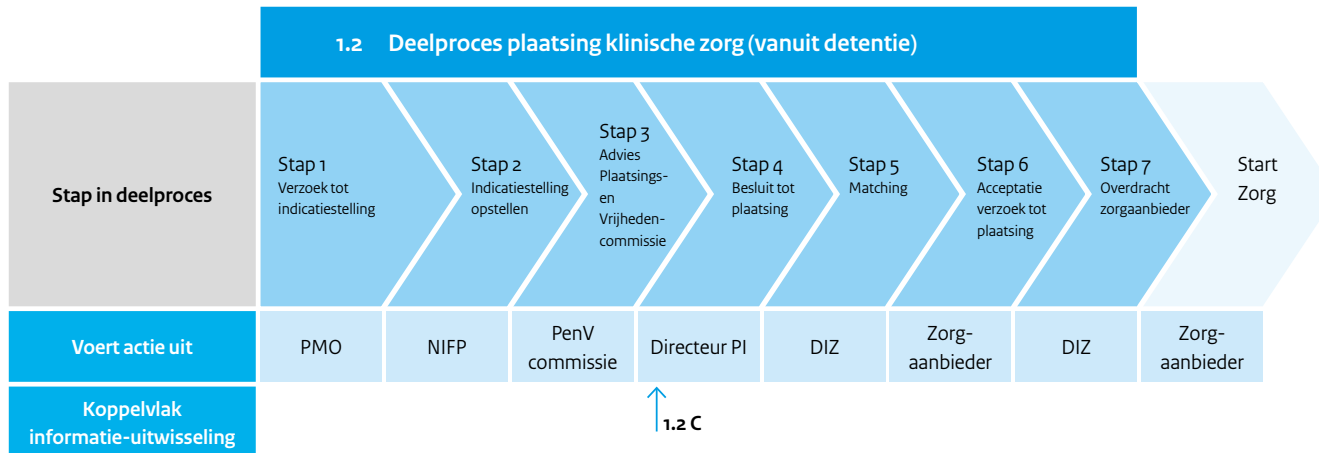 1.2 Deelproces plaatsing klinische zorg (vanuit detentie)
Stap in deelproces
Stap 1
Verzoek tot
indicatiestelling
Stap 2
Indicatiestelling
opstellen
Stap 3
Advies
Plaatsings-
en
Vrijheden-
commissie
Stap 4
Besluit tot
plaatsing
Stap 5
Matching
Stap 6
Acceptatie
verzoek tot
plaatsing
Stap 7
Overdracht
zorgaanbieder
Start
Zorg
Voert actie uit
PMO
NIFP
PenV
commissie
Directeur PI
DIZ
Zorg-
aanbieder
DIZ
Zorg-
aanbieder
Koppelvlak
informatie-uitwisseling
1.2 C